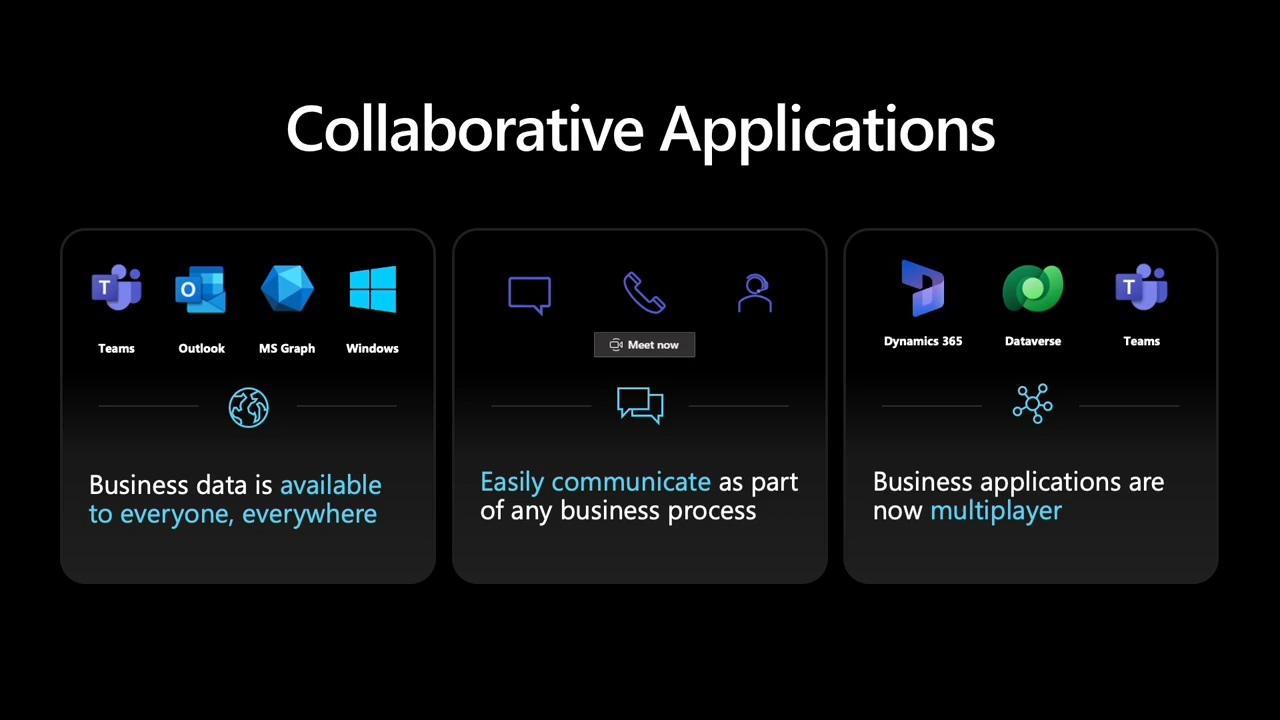 Collaborative Applications
Teams
Outlook
MS Graph
Windows
Business data is available
to everyone, everywhere
Meet now
Easily communicate as part
of any business process
Dynamics 365
Dataverse
Teams
Business applications are
now multiplayer